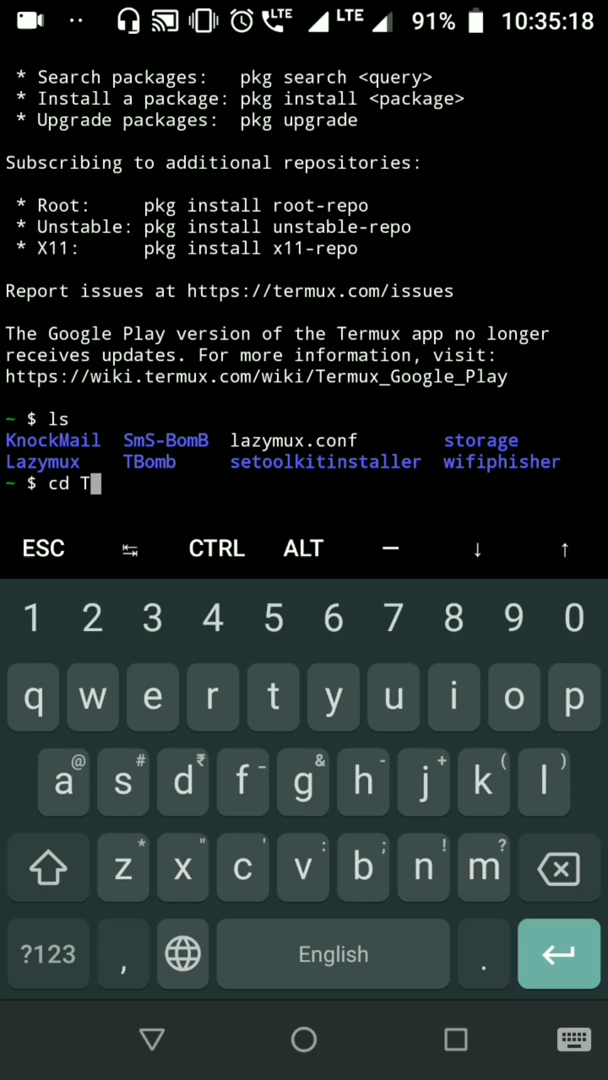 LTE LTE 91% 10:35:18
* Search packages: pkg search <query>
* Install a package: pkg install <package>
* Upgrade packages: pkg upgrade
Subscribing to additional repositories:
* Root: pkg install root-repo
* Unstable: pkg install unstable-repo
* X11: pkg install x11-repo
Report issues at https://termux.com/issues
The Google Play version of the Termux app no longer
receives updates. For more information, visit:
https://wiki.termux.com/wiki/Termux_Google_Play
~ $ ls
KnockMail SmS-BomB lazymux.conf storage
Lazymux TBomb setoolkitinstaller wifiphisher
~ $ cd T
ESC ↹ CTRL ALT — ↓ ↑
1 2 3 4 5 6 7 8 9 0
q w e r t y u i o p
@ # ₹ _ & - + ( )
a s d f g h j k l
* " ' : ; ! ?
z x c v b n m
?123 , English .